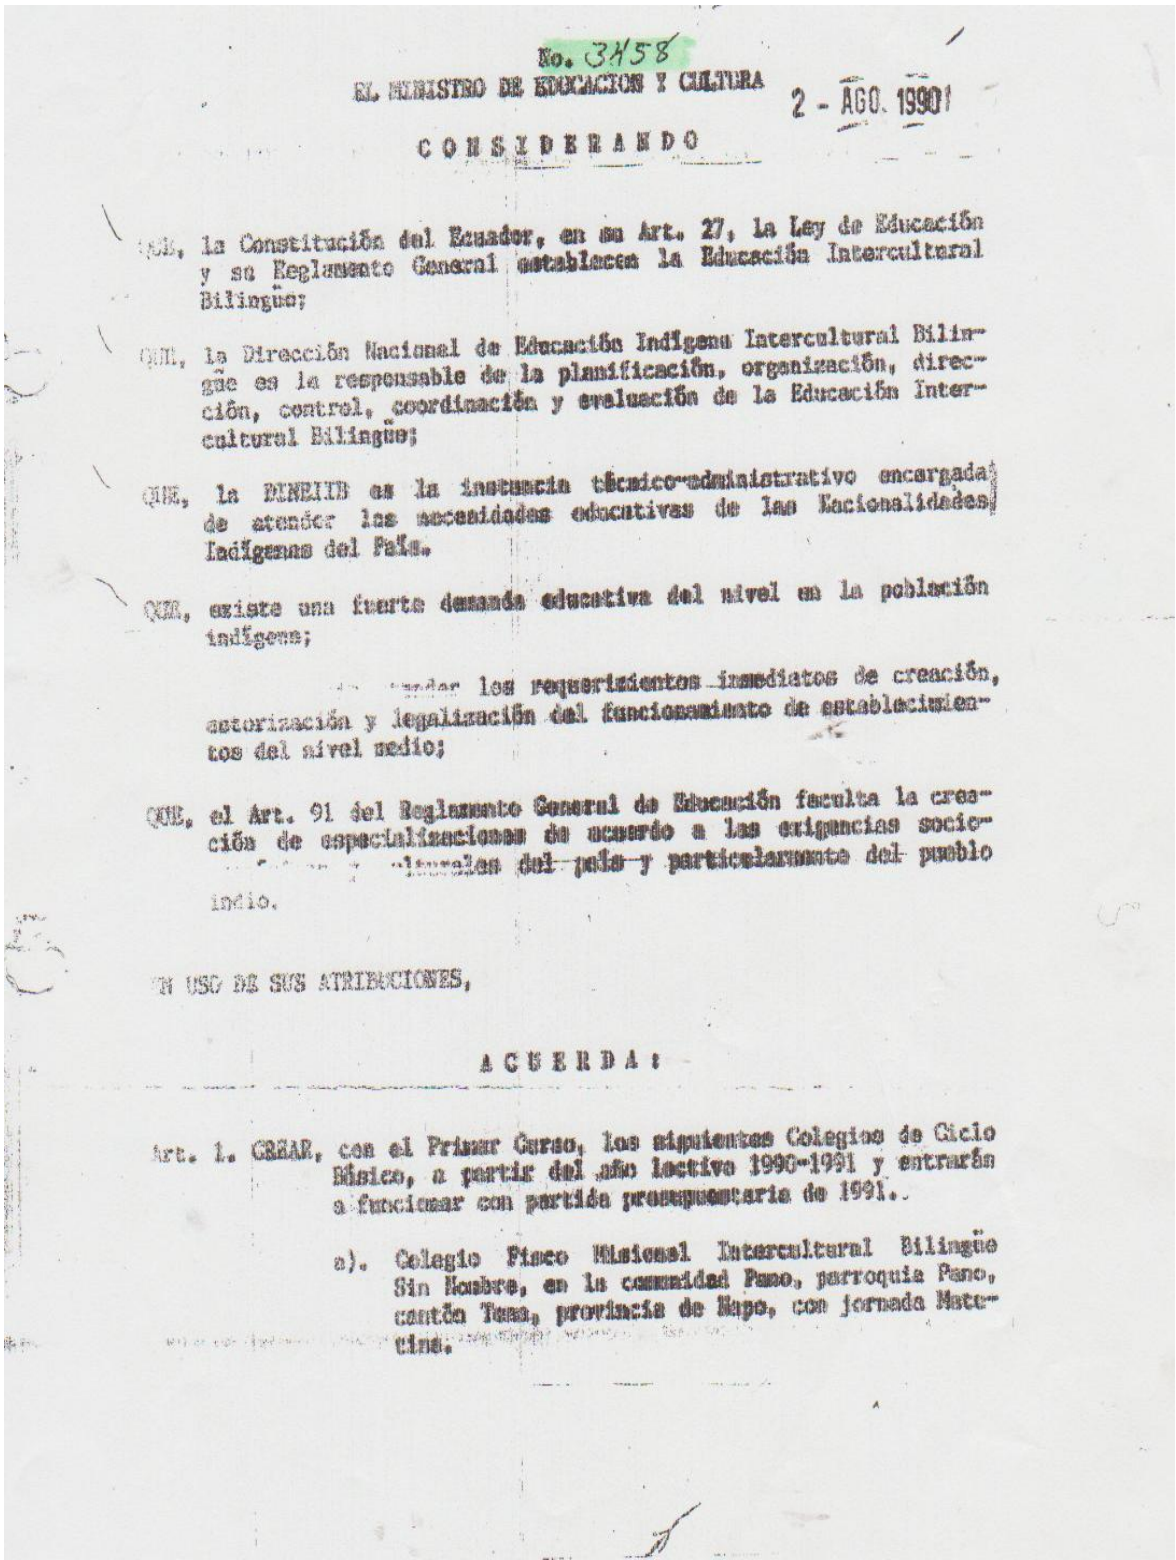 No. 3458
EL MINISTRO DE EDUCACION Y CULTURA
2 - AGO. 1990
C O N S I D E R A N D O
QUE, la Constitución del Ecuador, en su Art. 27, la Ley de Educación
y su Reglamento General establecen la Educación Intercultural
Bilingüe;
QUE, la Dirección Nacional de Educación Indígena Intercultural Bilin-
güe es la responsable de la planificación, organización, direc-
ción, control, coordinación y evaluación de la Educación Inter-
cultural Bilingüe;
QUE, la DINEIIB es la instancia técnico-administrativo encargada
de atender las necesidades educativas de las Nacionalidades
Indígenas del País.
QUE, existe una fuerte demanda educativa del nivel en la población
indígena;
los requerimientos inmediatos de creación,
autorización y legalización del funcionamiento de establecimien-
tos del nivel medio;
QUE, el Art. 91 del Reglamento General de Educación faculta la crea-
ción de especializaciones de acuerdo a las exigencias socio-
del país y particularmente del pueblo
indio.
EN USO DE SUS ATRIBUCIONES,
A C U E R D A :
Art. 1. CREAR, con el Primer Curso, los siguientes Colegios de Ciclo
Básico, a partir del año lectivo 1990-1991 y entrarán
a funcionar con partida presupuestaria de 1991.
a). Colegio Fisco Misional Intercultural Bilingüe
Sin Nombre, en la comunidad Pano, parroquia Pano,
cantón Tena, provincia de Napo, con jornada Matu-
tina.